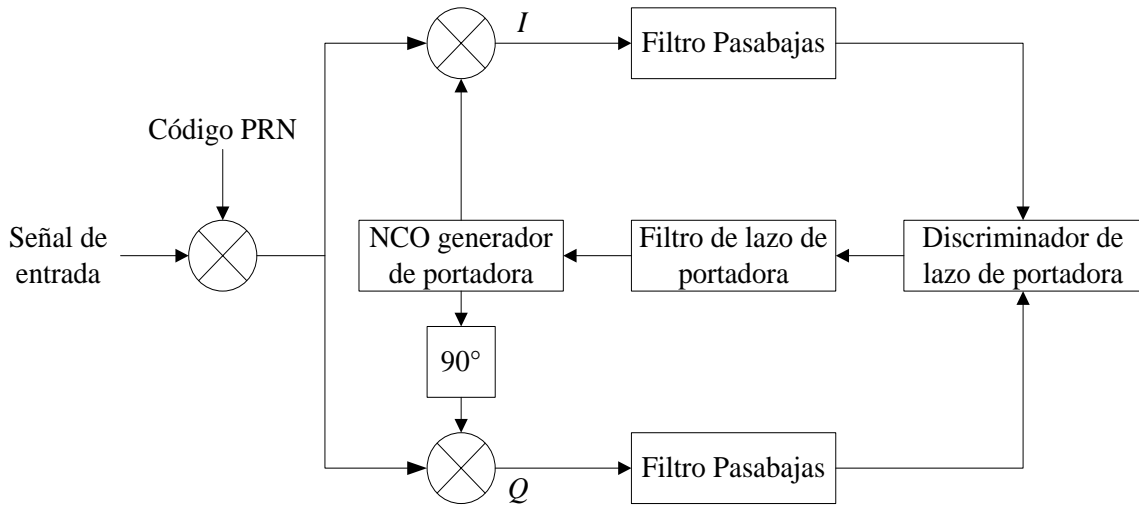 I
Filtro Pasabajas
Código PRN
Señal de
entrada
NCO generador
de portadora
Filtro de lazo de
portadora
Discriminador de
lazo de portadora
90°
Filtro Pasabajas
Q